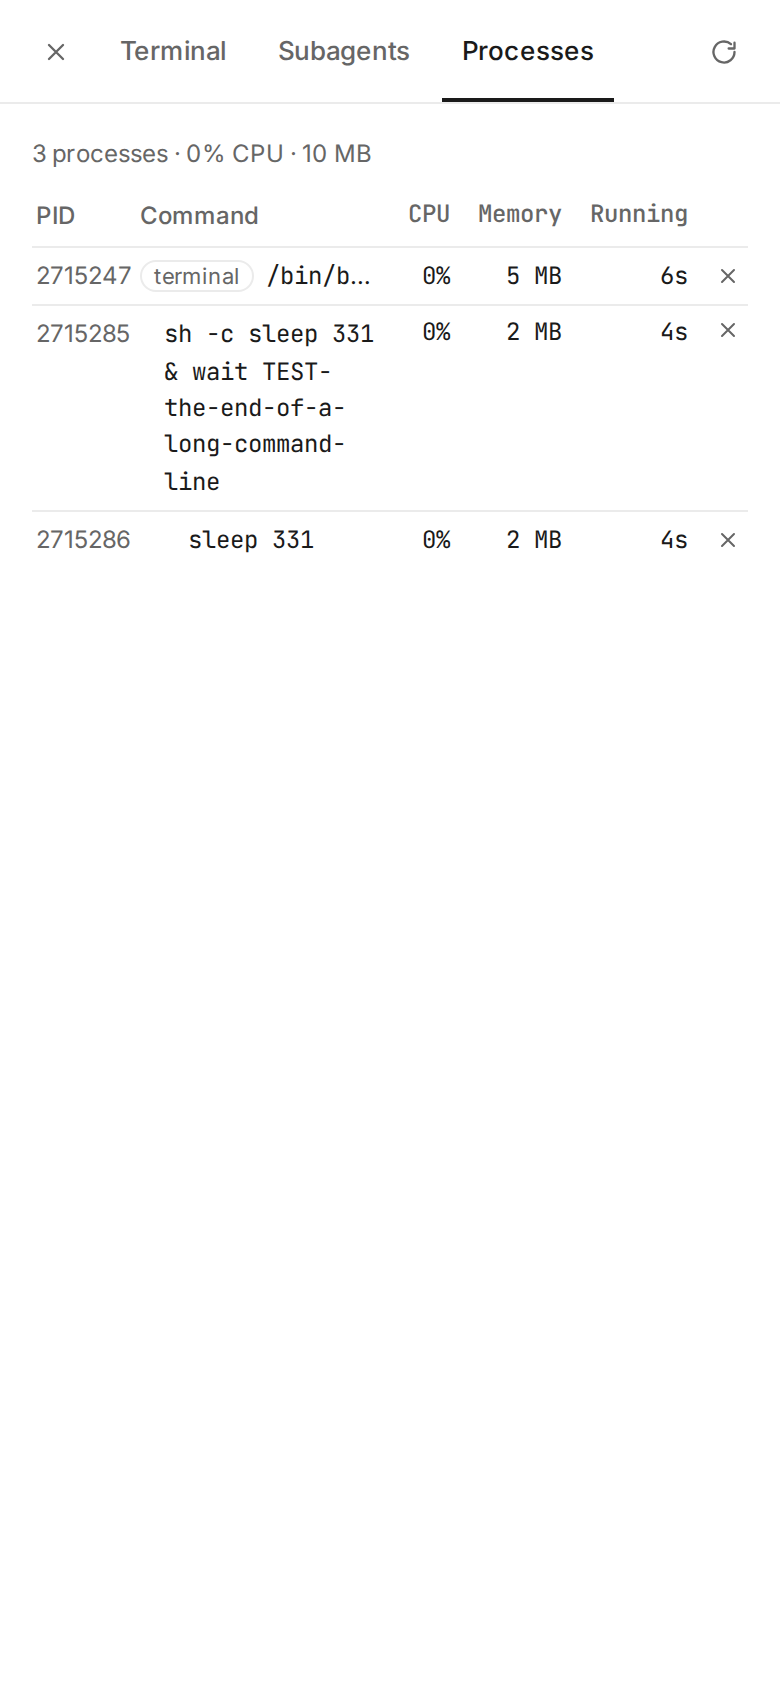 Terminal Subagents Processes
3 processes · 0% CPU · 10 MB
PID Command CPU Memory Running
2715247 terminal /bin/b… 0% 5 MB 6s
2715285 sh -c sleep 331 0% 2 MB 4s
& wait TEST-
the-end-of-a-
long-command-
line
2715286 sleep 331 0% 2 MB 4s